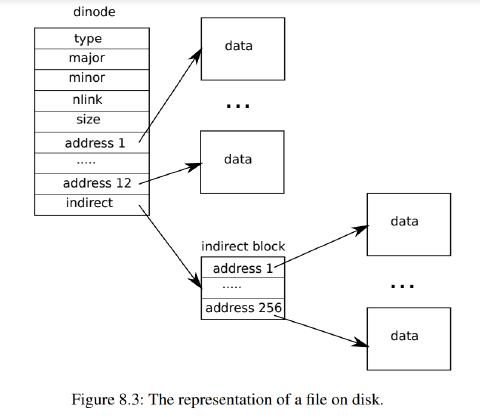 dinode
type
major
minor
nlink
size
address 1
.....
address 12
indirect
data
...
data
indirect block
address 1
.....
address 256
data
...
data
Figure 8.3: The representation of a file on disk.